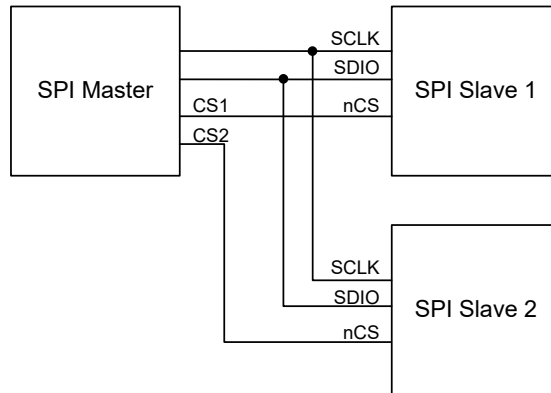 SCLK
SDIO
SPI Master
SPI Slave 1
CS1
nCS
CS2
SCLK
SDIO
SPI Slave 2
nCS